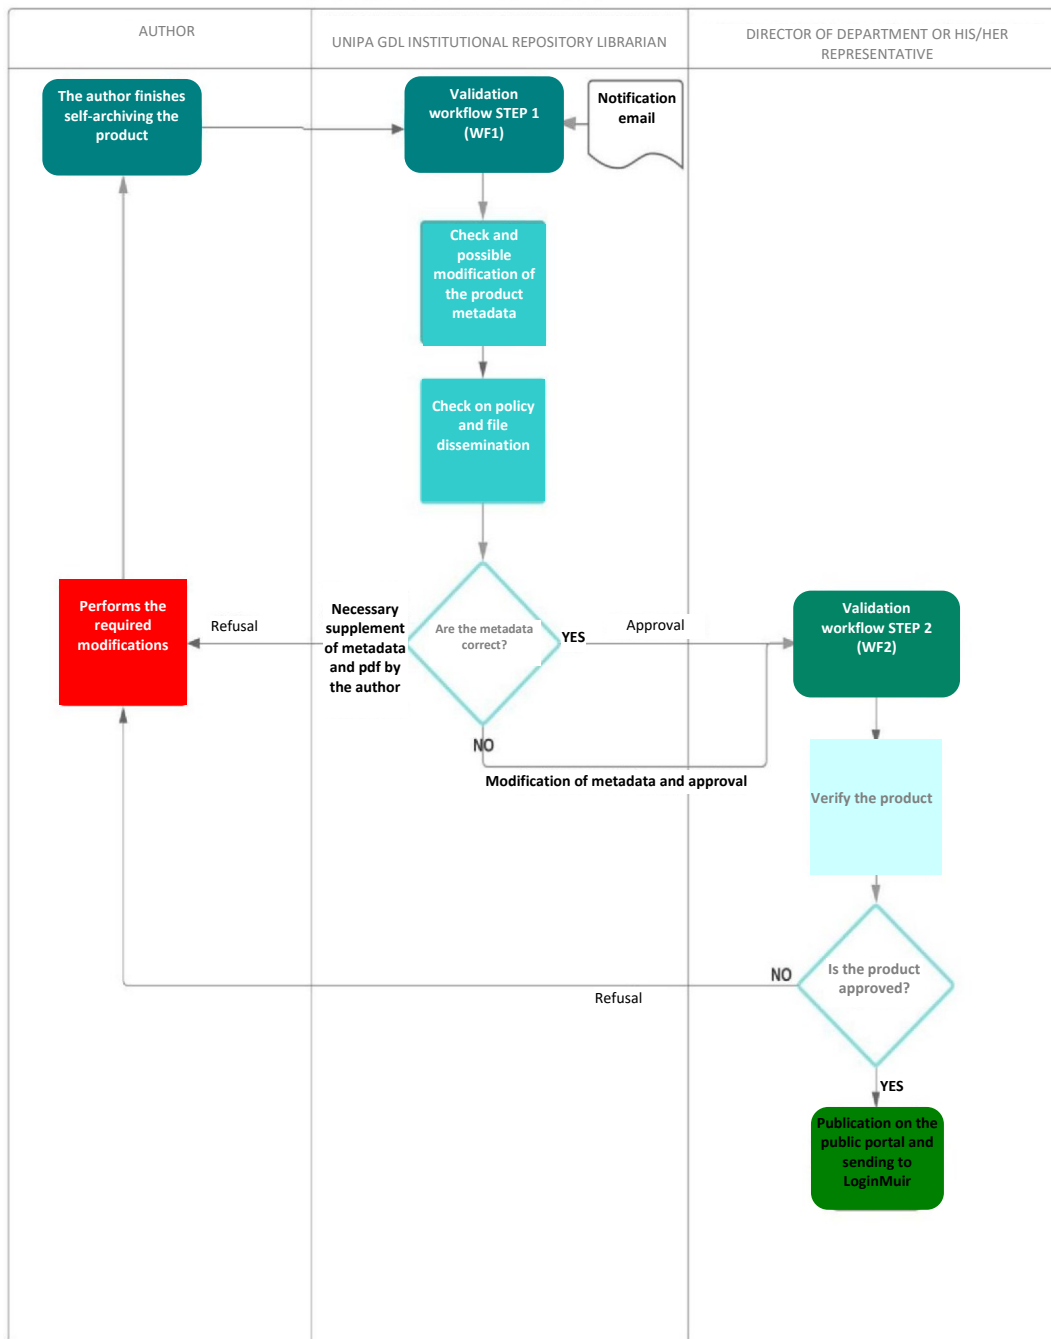 AUTHOR
UNIPA GDL INSTITUTIONAL REPOSITORY LIBRARIAN
DIRECTOR OF DEPARTMENT OR HIS/HER
REPRESENTATIVE
The author finishes
self-archiving the
product
Validation
workflow STEP 1
(WF1)
Notification
email
Check and
possible
modification of
the product
metadata
Check on policy
and file
dissemination
Performs the
required
modifications
Refusal
Necessary
supplement
of metadata
and pdf by
the author
Are the metadata
correct?
YES
Approval
Validation
workflow STEP 2
(WF2)
NO
Modification of metadata and approval
Verify the product
Is the product
approved?
NO
Refusal
YES
Publication on the
public portal and
sending to
LoginMuir